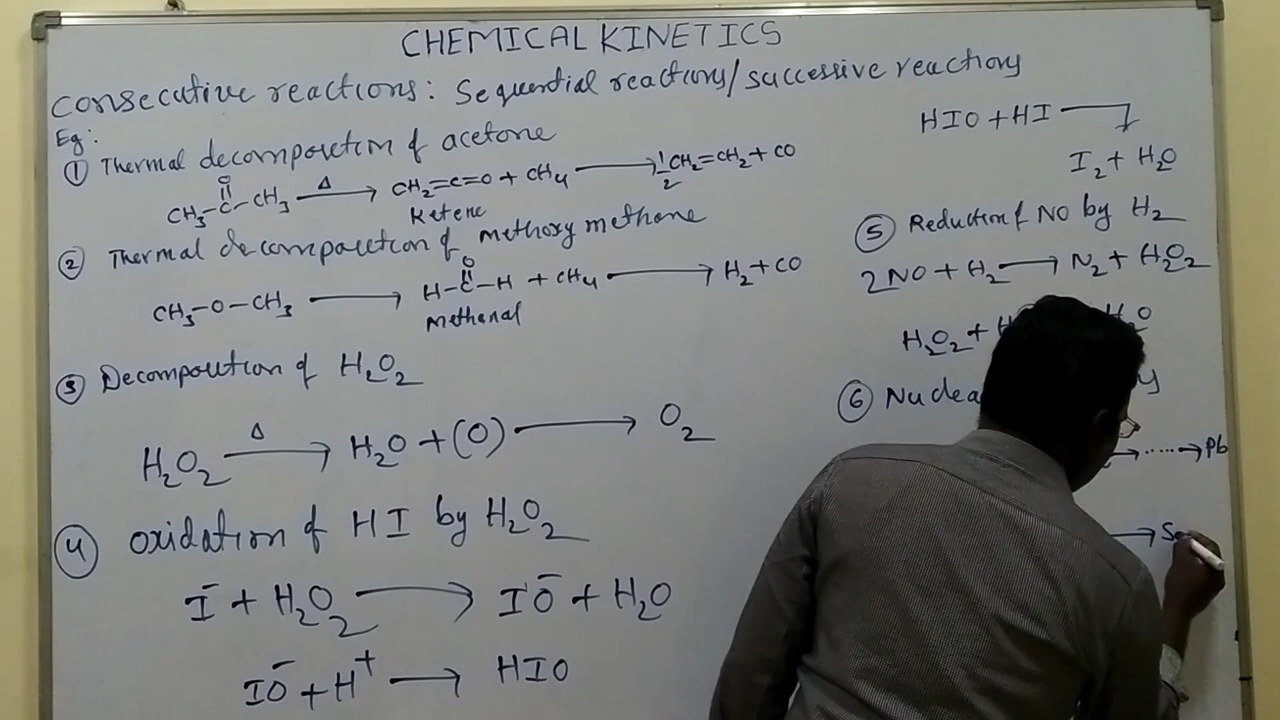 CHEMICAL KINETICS
Consecutive reactions: Sequential reactions/successive reactions
Eg:
① Thermal decomposition of acetone
O
CH₃-C-CH₃ —Δ→ CH₂=C=O + CH₄ ⟶ ½CH₂=CH₂ + CO
Ketene
② Thermal decomposition of methoxy methane
O
CH₃-O-CH₃ ⟶ H-C-H + CH₄ ⟶ H₂ + CO
Methanal
③ Decomposition of H₂O₂
H₂O₂ —Δ→ H₂O + (O) ⟶ O₂
④ oxidation of HI by H₂O₂
I⁻ + H₂O₂ ⟶ IO⁻ + H₂O
IO⁻ + H⁺ ⟶ HIO
HIO + HI ⟶
I₂ + H₂O
⑤ Reduction of NO by H₂
2NO + H₂ ⟶ N₂ + H₂O₂
H₂O₂ + H
H₂O
⑥
→ ..... → Pb